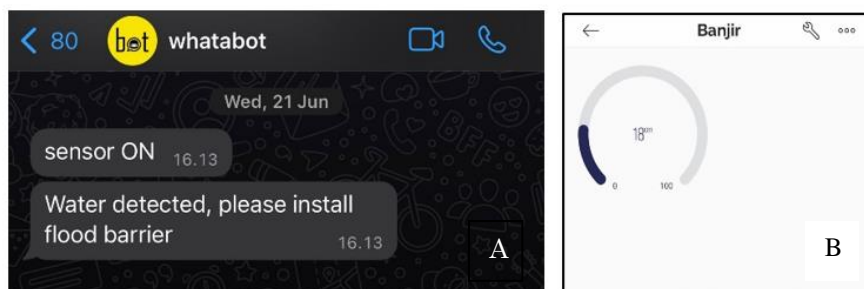 80 bot whatabot
Wed, 21 Jun
sensor ON 16.13
Water detected, please install
flood barrier 16.13
A
Banjir
18cm
0 100
B